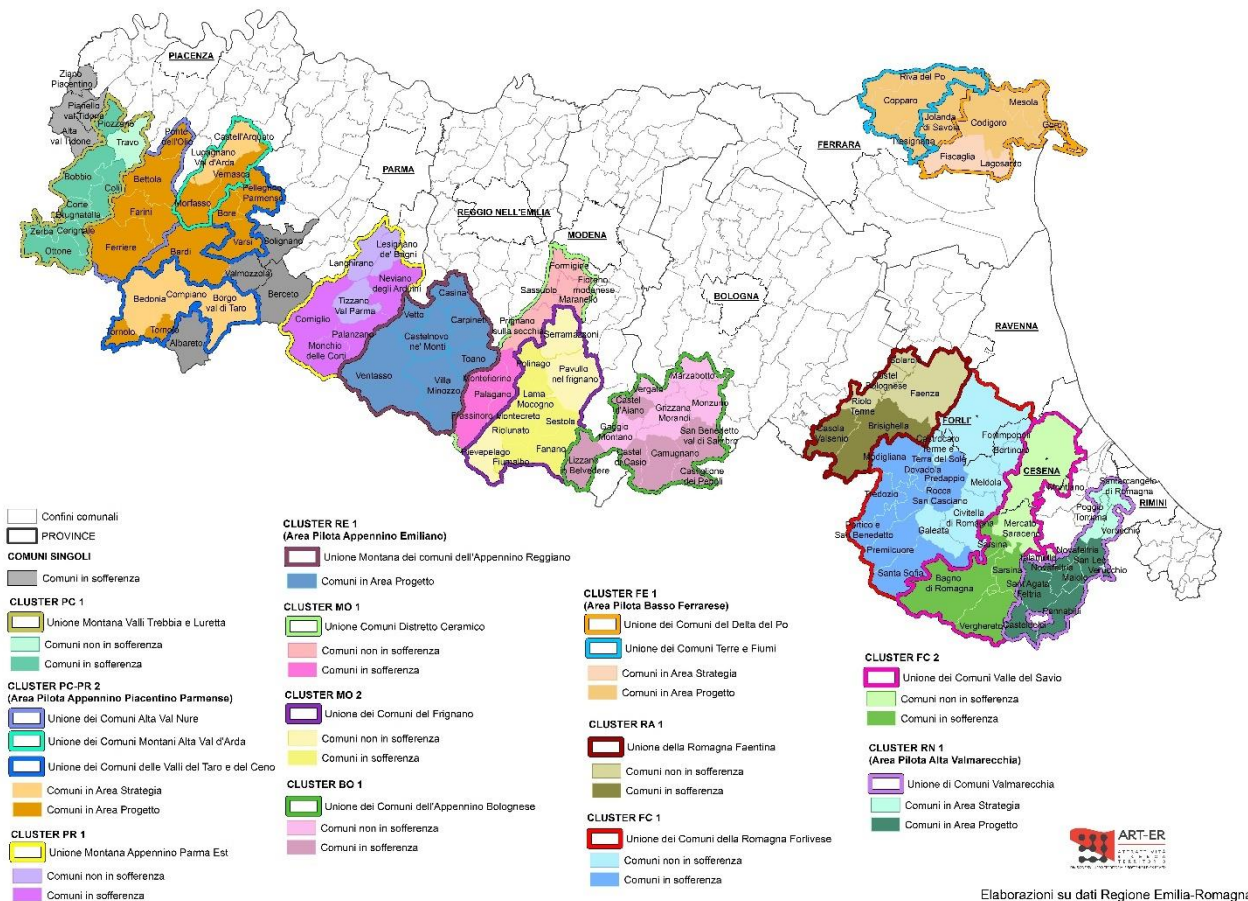 PIACENZA
Ziano
Piacentino
Pianello
val Tidone
Alta
val Tidone
Piozzano
Travo
Bobbio
Coli
Corte
Brugnatella
Zerba
Cerignale
Ottone
Ponte
dell'Olio
Bettola
Farini
Ferriere
Castell'Arquato
Lugagnano
Val d'Arda
Vernasca
Morfasso
Bore
Pellegrino
Parmense
Varsi
Bardi
Bolignano
Valmozzola
Berceto
Bedonia
Compiano
Borgo
val di Taro
Tornolo
Tornolo
Albareto
PARMA
Lesignano
de' Bagni
Langhirano
Neviano
degli Arduini
Tizzano
Val Parma
Corniglio
Palanzano
Monchio
delle Corti
REGGIO NELL'EMILIA
Casina
Vetto
Carpineti
Castelnovo
ne' Monti
Toano
Ventasso
Villa
Minozzo
MODENA
Formigine
Fiorano
modenese
Sassuolo
Maranello
Prignano
sulla secchia
Serramazzoni
Polinago
Pavullo
nel frignano
Montefiorino
Palagano
Lama
Mocogno
Frassinoro
Montecreto
Sestola
Riolunato
Fanano
Pievepelago
Fiumalbo
BOLOGNA
Marzabotto
Vergato
Castel
d'Aiano
Grizzana
Morandi
Monzuno
Gaggio
Montano
San Benedetto
val di Sambro
Lizzano
in Belvedere
Castel
di Casio
Camugnano
Castiglione
dei Pepoli
FERRARA
Riva del Po
Copparo
Mesola
Jolanda
di Savoia
Codigoro
Goro
Tresignana
Fiscaglia
Lagosanto
RAVENNA
Solarolo
Castel
Bolognese
Faenza
Riolo
Terme
Casola
Valsenio
Brisighella
FORLI'
Castrocaro
Terme e
Terra del Sole
Forlimpopoli
Bertinoro
Modigliana
Dovadola
Predappio
Meldola
Tredozio
Rocca
San Casciano
Civitella
di Romagna
Portico e
San Benedetto
Galeata
Premilcuore
Santa Sofia
CESENA
Montiano
Mercato
Saraceno
Sarsina
Sarsina
Bagno
di Romagna
Verghereto
RIMINI
Santarcangelo
di Romagna
Poggio
Torriana
Verucchio
Talamello
Novafeltria
San Leo
Novafeltria
Verucchio
Maiolo
Sant'Agata
Feltria
Pennabilli
Casteldelci
Confini comunali
PROVINCE
COMUNI SINGOLI
Comuni in sofferenza
CLUSTER PC 1
Unione Montana Valli Trebbia e Luretta
Comuni non in sofferenza
Comuni in sofferenza
CLUSTER PC-PR 2
(Area Pilota Appennino Piacentino Parmense)
Unione dei Comuni Alta Val Nure
Unione dei Comuni Montani Alta Val d'Arda
Unione dei Comuni delle Valli del Taro e del Ceno
Comuni in Area Strategia
Comuni in Area Progetto
CLUSTER PR 1
Unione Montana Appennino Parma Est
Comuni non in sofferenza
Comuni in sofferenza
CLUSTER RE 1
(Area Pilota Appennino Emiliano)
Unione Montana dei comuni dell'Appennino Reggiano
Comuni in Area Progetto
CLUSTER MO 1
Unione Comuni Distretto Ceramico
Comuni non in sofferenza
Comuni in sofferenza
CLUSTER MO 2
Unione dei Comuni del Frignano
Comuni non in sofferenza
Comuni in sofferenza
CLUSTER BO 1
Unione dei Comuni dell'Appennino Bolognese
Comuni non in sofferenza
Comuni in sofferenza
CLUSTER FE 1
(Area Pilota Basso Ferrarese)
Unione dei Comuni del Delta del Po
Unione dei Comuni Terre e Fiumi
Comuni in Area Strategia
Comuni in Area Progetto
CLUSTER RA 1
Unione della Romagna Faentina
Comuni non in sofferenza
Comuni in sofferenza
CLUSTER FC 1
Unione dei Comuni della Romagna Forlivese
Comuni non in sofferenza
Comuni in sofferenza
CLUSTER FC 2
Unione dei Comuni Valle del Savio
Comuni non in sofferenza
Comuni in sofferenza
CLUSTER RN 1
(Area Pilota Alta Valmarecchia)
Unione di Comuni Valmarecchia
Comuni in Area Strategia
Comuni in Area Progetto
ART-ER
ATTRATTIVITÀ
RICERCA
TERRITORIO
Elaborazioni su dati Regione Emilia-Romagna